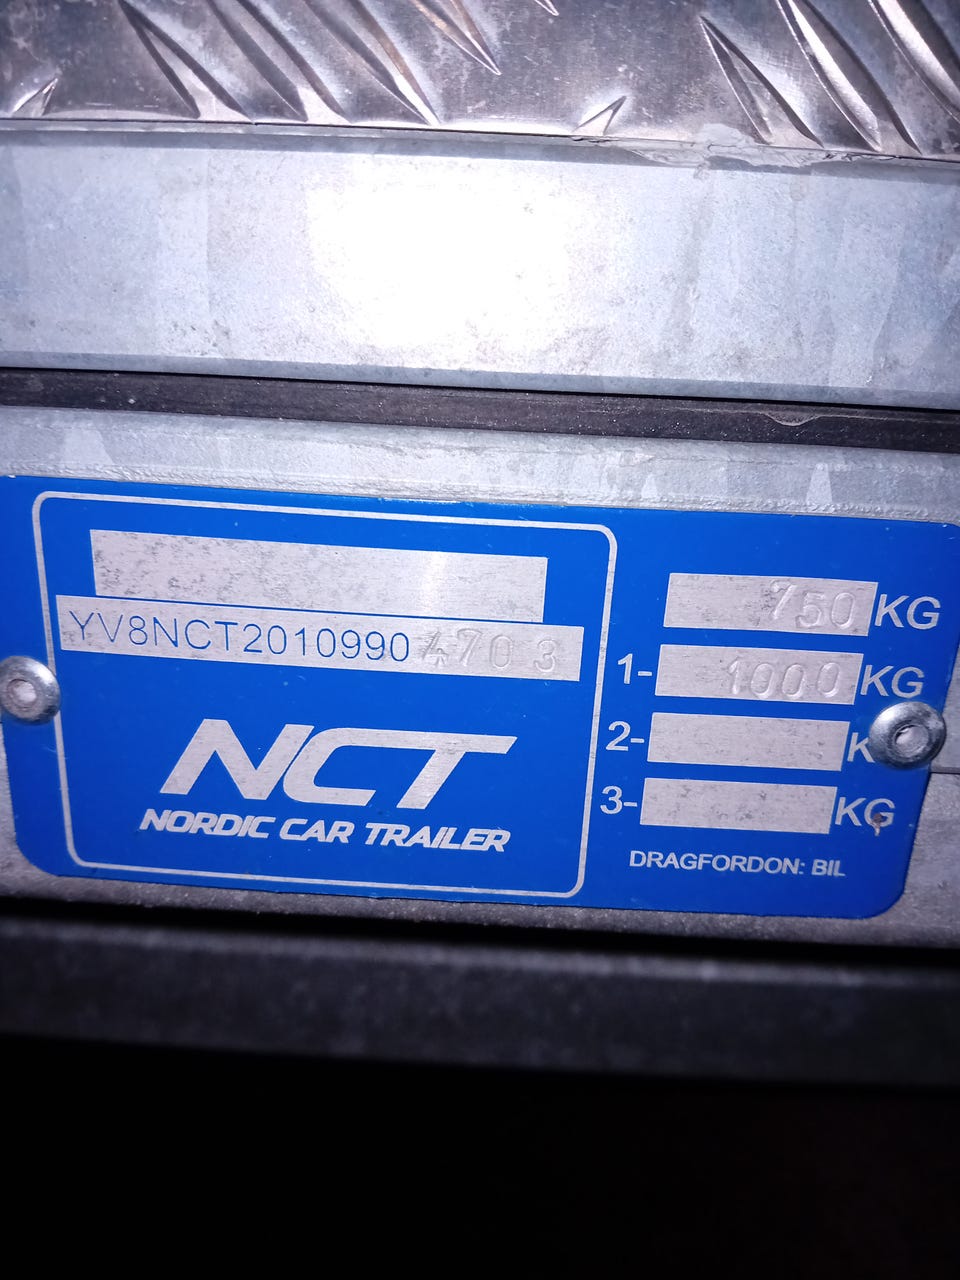 YV8NCT20109904703
NCT
NORDIC CAR TRAILER
750 KG
1- 1000 KG
2- K
3- KG
DRAGFORDON: BIL